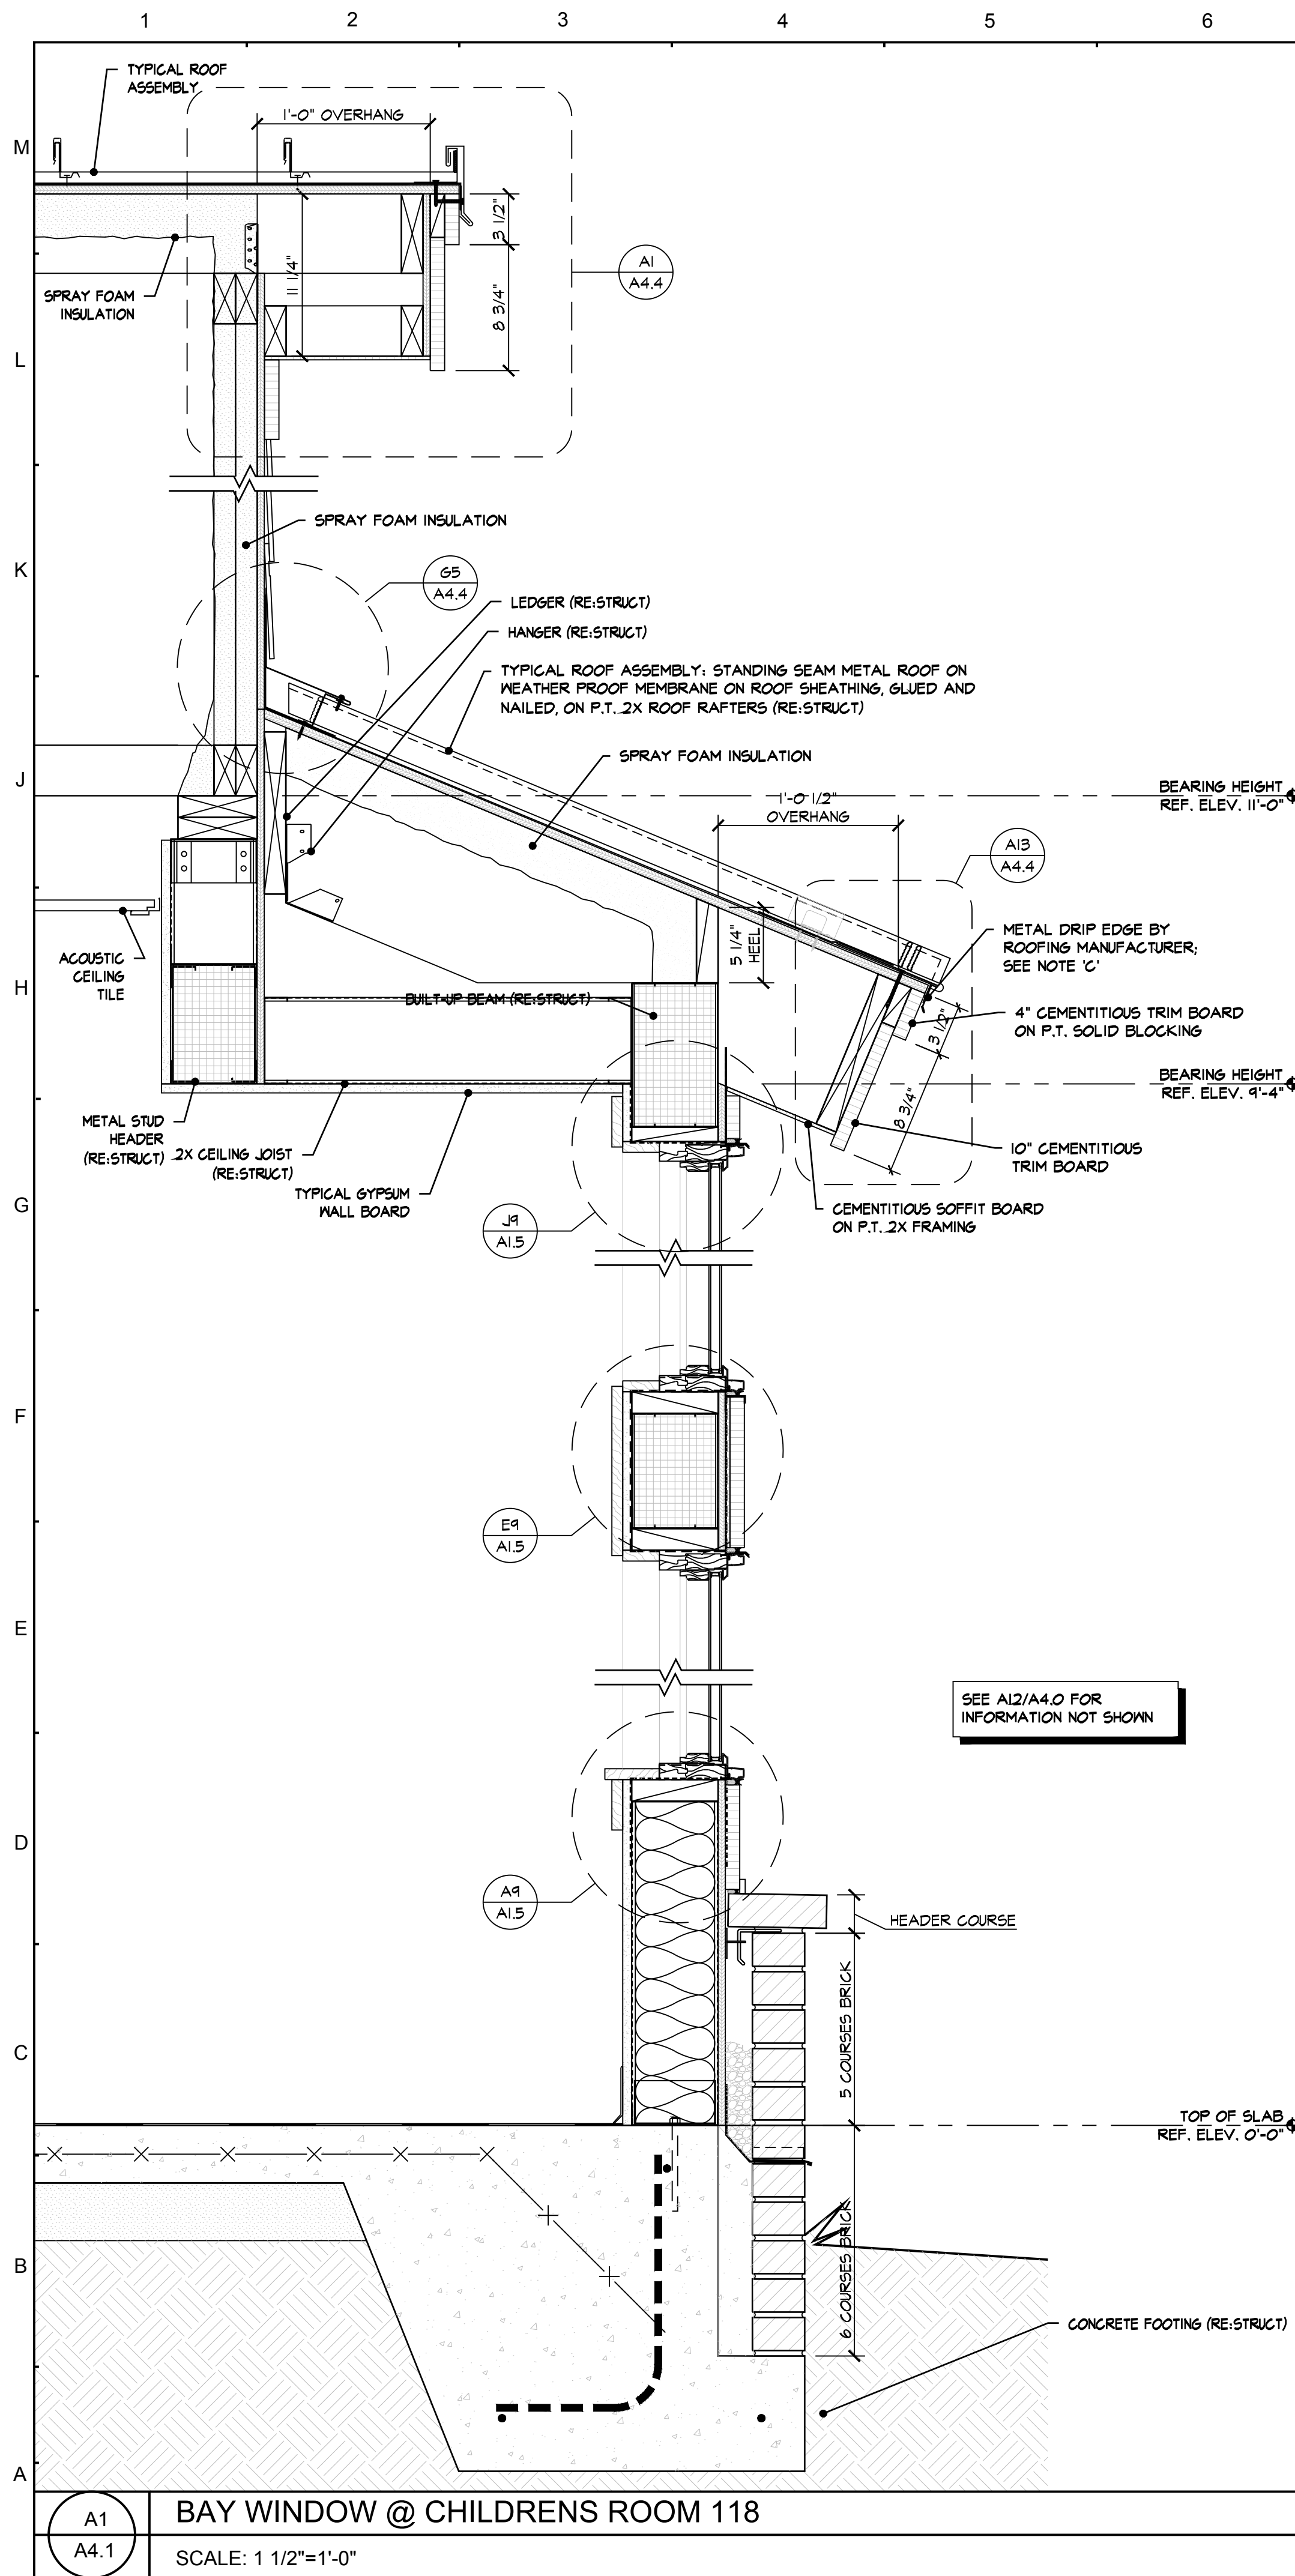 1 2 3 4 5 6
M
L
K
J
H
G
F
E
D
C
B
A
TYPICAL ROOF
ASSEMBLY
1'-0" OVERHANG
3 1/2"
11 1/4"
8 3/4"
A1
A4.4
SPRAY FOAM
INSULATION
SPRAY FOAM INSULATION
G5
A4.4
LEDGER (RE:STRUCT)
HANGER (RE:STRUCT)
TYPICAL ROOF ASSEMBLY: STANDING SEAM METAL ROOF ON
WEATHER PROOF MEMBRANE ON ROOF SHEATHING, GLUED AND
NAILED, ON P.T. 2X ROOF RAFTERS (RE:STRUCT)
SPRAY FOAM INSULATION
BEARING HEIGHT
REF. ELEV. 11'-0"
1'-0 1/2"
OVERHANG
A13
A4.4
5 1/4"
HEEL
METAL DRIP EDGE BY
ROOFING MANUFACTURER;
SEE NOTE 'C'
ACOUSTIC
CEILING
TILE
BUILT-UP BEAM (RE:STRUCT)
4" CEMENTITIOUS TRIM BOARD
ON P.T. SOLID BLOCKING
3 1/2"
BEARING HEIGHT
REF. ELEV. 9'-4"
8 3/4"
METAL STUD
HEADER
(RE:STRUCT)
2X CEILING JOIST
(RE:STRUCT)
10" CEMENTITIOUS
TRIM BOARD
TYPICAL GYPSUM
WALL BOARD
CEMENTITIOUS SOFFIT BOARD
ON P.T. 2X FRAMING
J9
A1.5
E9
A1.5
SEE A12/A4.0 FOR
INFORMATION NOT SHOWN
A9
A1.5
HEADER COURSE
5 COURSES BRICK
TOP OF SLAB
REF. ELEV. 0'-0"
6 COURSES BRICK
CONCRETE FOOTING (RE:STRUCT)
A1
A4.1
BAY WINDOW @ CHILDRENS ROOM 118
SCALE: 1 1/2"=1'-0"